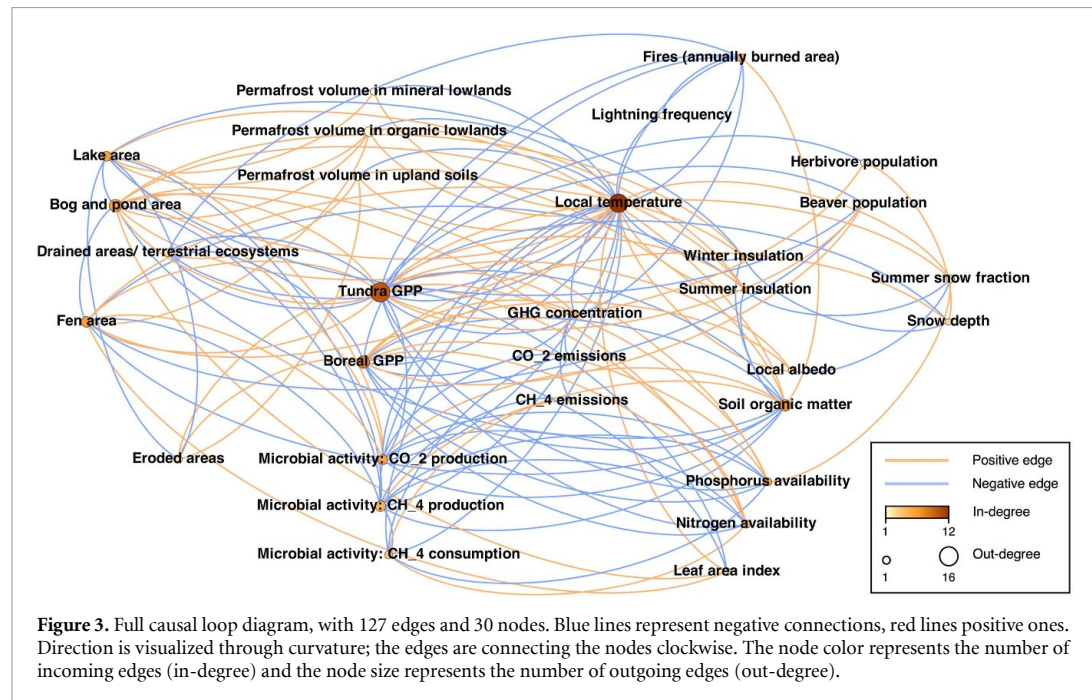 Fires (annually burned area)
Permafrost volume in mineral lowlands
Lightning frequency
Permafrost volume in organic lowlands
Lake area
Herbivore population
Permafrost volume in upland soils
Bog and pond area
Local temperature
Beaver population
Drained areas/ terrestrial ecosystems
Winter insulation
Summer snow fraction
Tundra GPP
Summer insulation
GHG concentration
Fen area
Snow depth
CO_2 emissions
Boreal GPP
Local albedo
CH_4 emissions
Soil organic matter
Eroded areas
Microbial activity: CO_2 production
Phosphorus availability
Microbial activity: CH_4 production
Nitrogen availability
Microbial activity: CH_4 consumption
Leaf area index
Positive edge
Negative edge
In-degree
1 12
Out-degree
1 16
Figure 3. Full causal loop diagram, with 127 edges and 30 nodes. Blue lines represent negative connections, red lines positive ones.
Direction is visualized through curvature; the edges are connecting the nodes clockwise. The node color represents the number of
incoming edges (in-degree) and the node size represents the number of outgoing edges (out-degree).